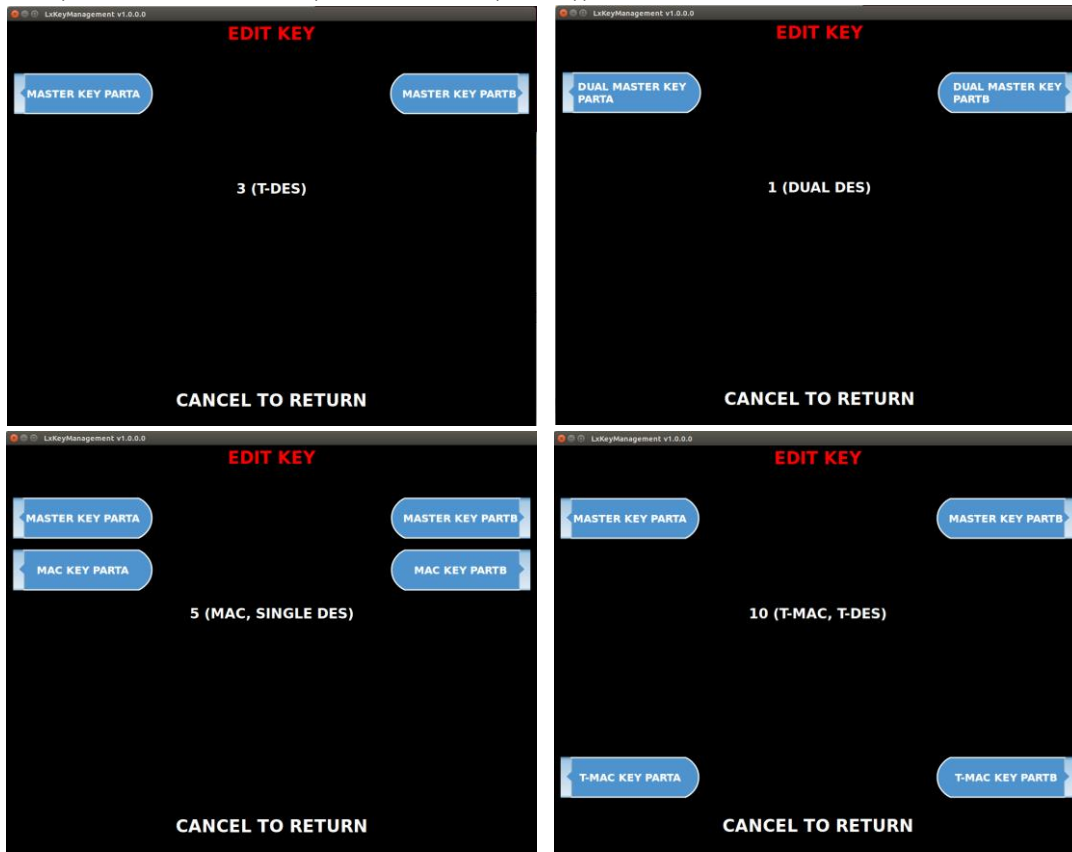 LxKeyManagement v1.0.0.0
EDIT KEY
MASTER KEY PARTA
MASTER KEY PARTB
3 (T-DES)
CANCEL TO RETURN
LxKeyManagement v1.0.0.0
EDIT KEY
DUAL MASTER KEY
PARTA
DUAL MASTER KEY
PARTB
1 (DUAL DES)
CANCEL TO RETURN
LxKeyManagement v1.0.0.0
EDIT KEY
MASTER KEY PARTA
MASTER KEY PARTB
MAC KEY PARTA
MAC KEY PARTB
5 (MAC, SINGLE DES)
CANCEL TO RETURN
LxKeyManagement v1.0.0.0
EDIT KEY
MASTER KEY PARTA
MASTER KEY PARTB
10 (T-MAC, T-DES)
T-MAC KEY PARTA
T-MAC KEY PARTB
CANCEL TO RETURN